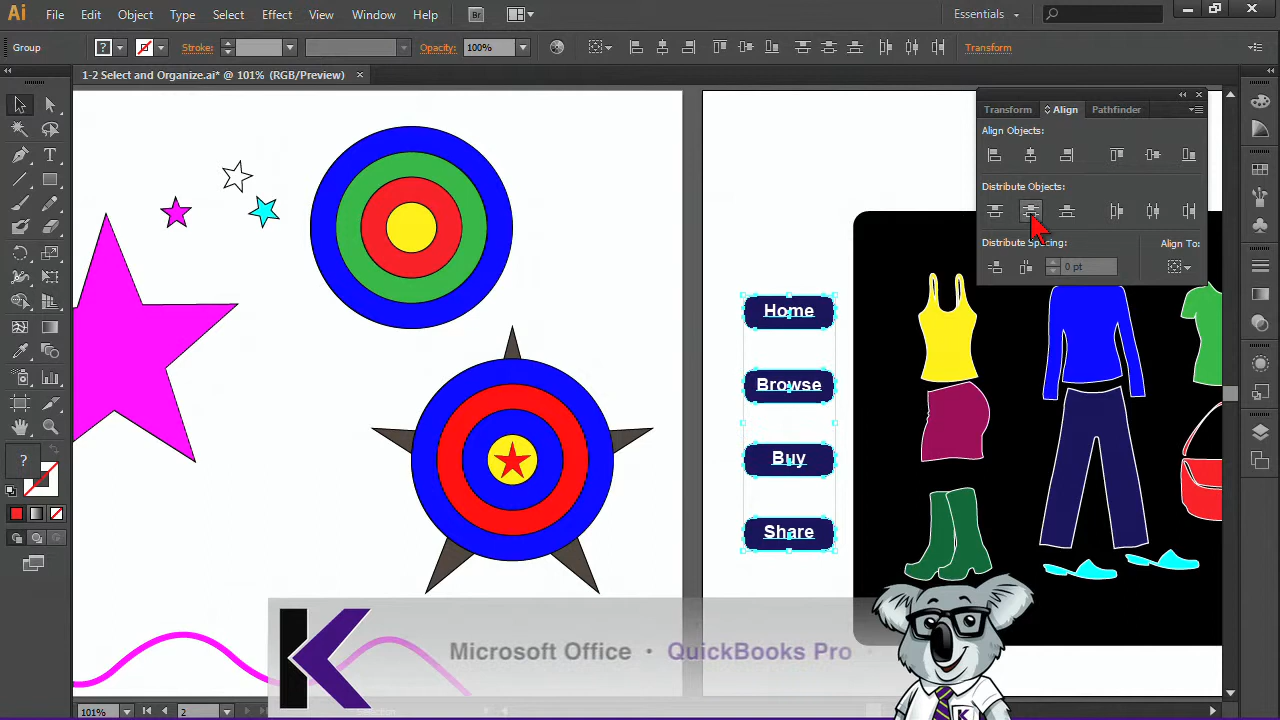 Ai File Edit Object Type Select Effect View Window Help Br Essentials
Group Stroke: Opacity: 100% Transform
1-2 Select and Organize.ai* @ 101% (RGB/Preview)
Transform Align Pathfinder
Align Objects:
Distribute Objects:
Distribute Spacing: Align To:
0 pt
Home
Browse
Buy
Share
?
K Microsoft Office • QuickBooks Pro
K
101% 2